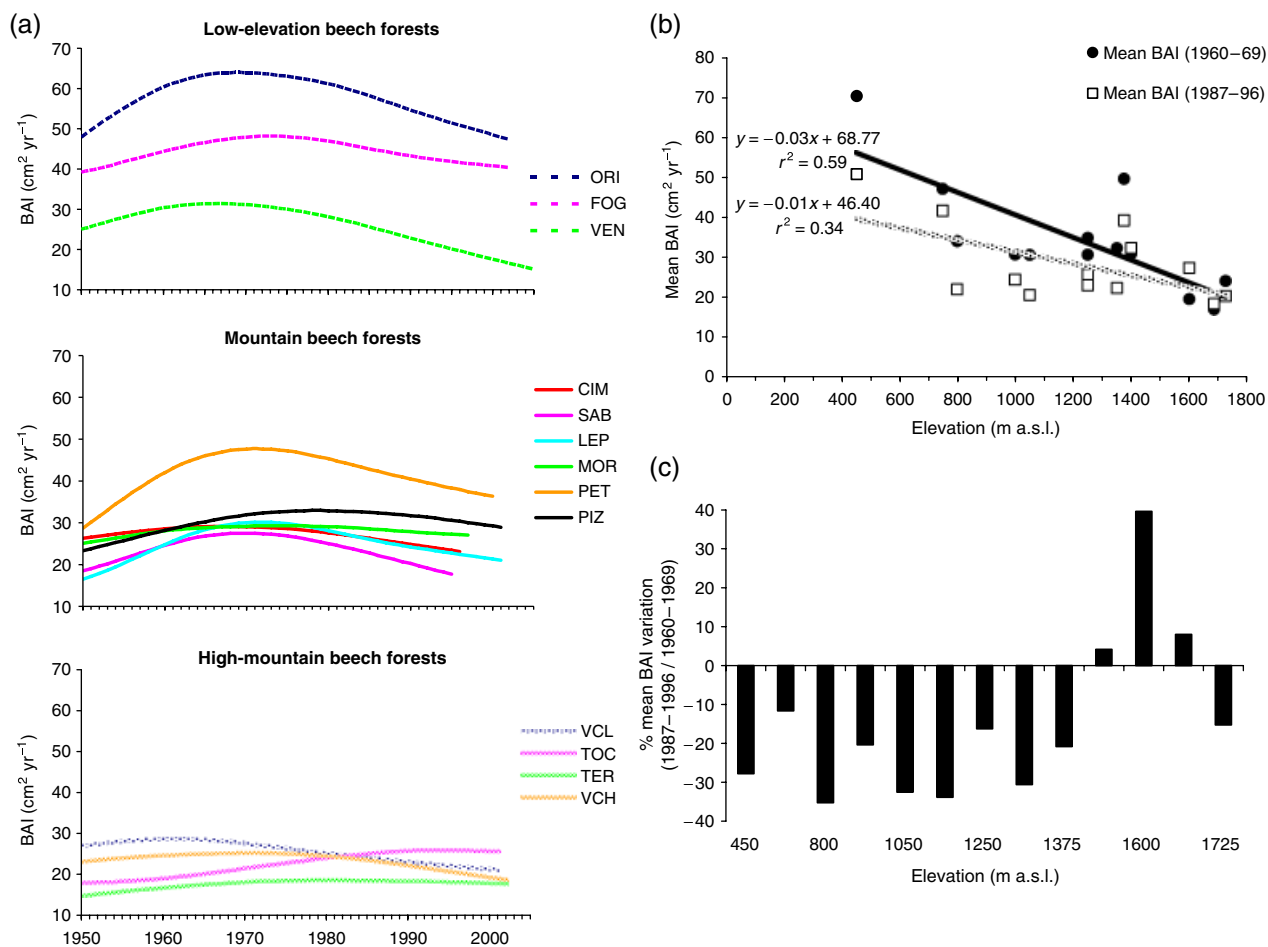 (a)
Low-elevation beech forests
BAI (cm² yr⁻¹)
70
60
50
40
30
20
10
ORI
FOG
VEN
Mountain beech forests
BAI (cm² yr⁻¹)
70
60
50
40
30
20
10
CIM
SAB
LEP
MOR
PET
PIZ
High-mountain beech forests
BAI (cm² yr⁻¹)
70
60
50
40
30
20
10
VCL
TOC
TER
VCH
1950 1960 1970 1980 1990 2000
(b)
Mean BAI (1960–69)
Mean BAI (1987–96)
Mean BAI (cm² yr⁻¹)
80
70
60
50
40
30
20
10
0
y = −0.03x + 68.77
r² = 0.59
y = −0.01x + 46.40
r² = 0.34
0 200 400 600 800 1000 1200 1400 1600 1800
Elevation (m a.s.l.)
(c)
% mean BAI variation
(1987–1996 / 1960–1969)
40
30
20
10
0
−10
−20
−30
−40
450 800 1050 1250 1375 1600 1725
Elevation (m a.s.l.)